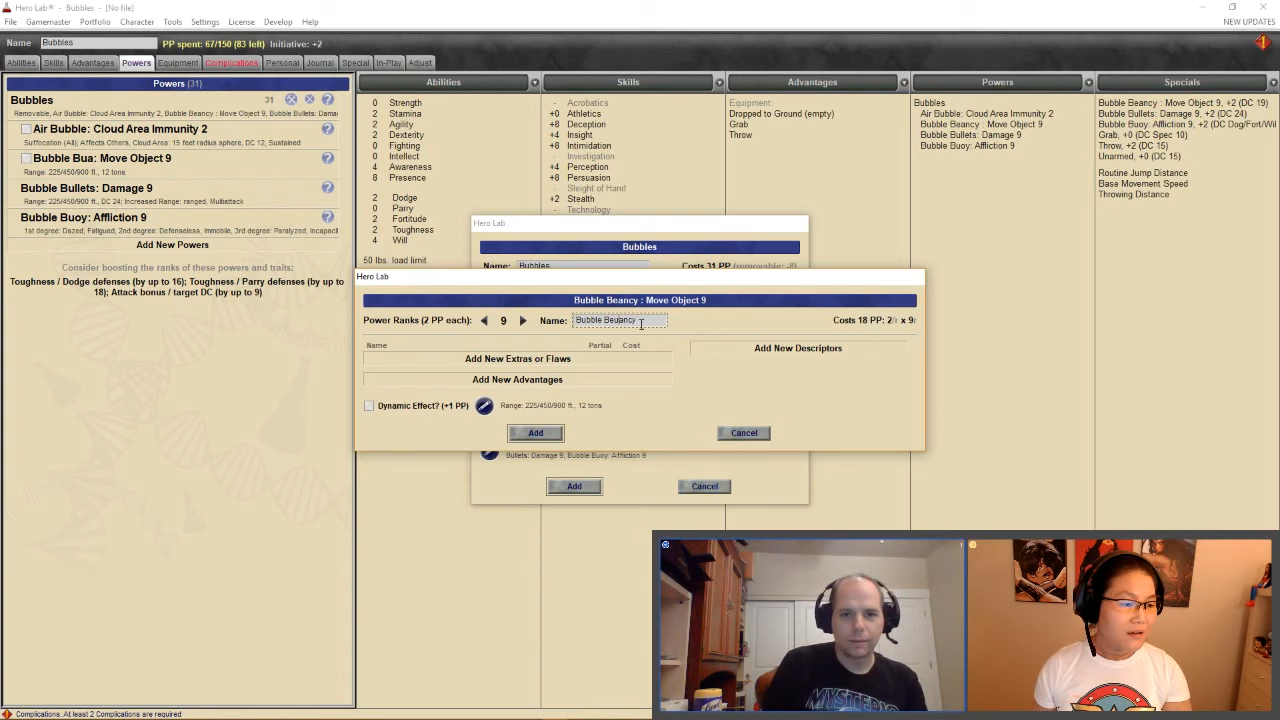 Hero Lab® - Bubbles - [No file]
File Gamemaster Portfolio Character Tools Settings License Develop Help
NEW UPDATES
Name Bubbles PP spent: 67/150 (83 left) Initiative: +2
Abilities Skills Advantages Powers Equipment Complications Personal Journal Special In-Play Adjust
Powers (31)
Bubbles 31
Removable, Air Bubble: Cloud Area Immunity 2, Bubble Beancy : Move Object 9, Bubble Bullets: Dama
Air Bubble: Cloud Area Immunity 2
Suffocation (All); Affects Others, Cloud Area: 15 feet radius sphere, DC 12, Sustained
Bubble Bua: Move Object 9
Range: 225/450/900 ft., 12 tons
Bubble Bullets: Damage 9
Range: 225/450/900 ft., DC 24; Increased Range: ranged, Multiattack
Bubble Buoy: Affliction 9
1st degree: Dazed, Fatigued, 2nd degree: Defenseless, Immobile, 3rd degree: Paralyzed, Incapaci
Add New Powers
Consider boosting the ranks of these powers and traits:
Toughness / Dodge defenses (by up to 16); Toughness / Parry defenses (by up to
18); Attack bonus / target DC (by up to 9)
Abilities
0 Strength
2 Stamina
2 Agility
2 Dexterity
0 Fighting
0 Intellect
4 Awareness
8 Presence
2 Dodge
0 Parry
2 Fortitude
2 Toughness
4 Will
50 lbs. load limit
Skills
- Acrobatics
+0 Athletics
+8 Deception
+4 Insight
+8 Intimidation
- Investigation
+4 Perception
+8 Persuasion
- Sleight of Hand
+2 Stealth
- Technology
Advantages
Equipment:
Dropped to Ground (empty)
Grab
Throw
Powers
Bubbles
Air Bubble: Cloud Area Immunity 2
Bubble Beancy : Move Object 9
Bubble Bullets: Damage 9
Bubble Buoy: Affliction 9
Specials
Bubble Beancy : Move Object 9, +2 (DC 19)
Bubble Bullets: Damage 9, +2 (DC 24)
Bubble Buoy: Affliction 9, +2 (DC Dog/Fort/Wil
Grab, +0 (DC Spec 10)
Throw, +2 (DC 15)
Unarmed, +0 (DC 15)
Routine Jump Distance
Base Movement Speed
Throwing Distance
Hero Lab
Bubbles
Name: Bubbles Costs 31 PP (removable: -8)
Hero Lab
Bubble Beancy : Move Object 9
Power Ranks (2 PP each): 9 Name: Bubble Beuancy Costs 18 PP: 2/r x 9r
Name Partial Cost
Add New Extras or Flaws
Add New Descriptors
Add New Advantages
Dynamic Effect? (+1 PP) Range: 225/450/900 ft., 12 tons
Add Cancel
Bullets: Damage 9, Bubble Buoy: Affliction 9
Add Cancel
MYSTERY
Complications: At least 2 Complications are required